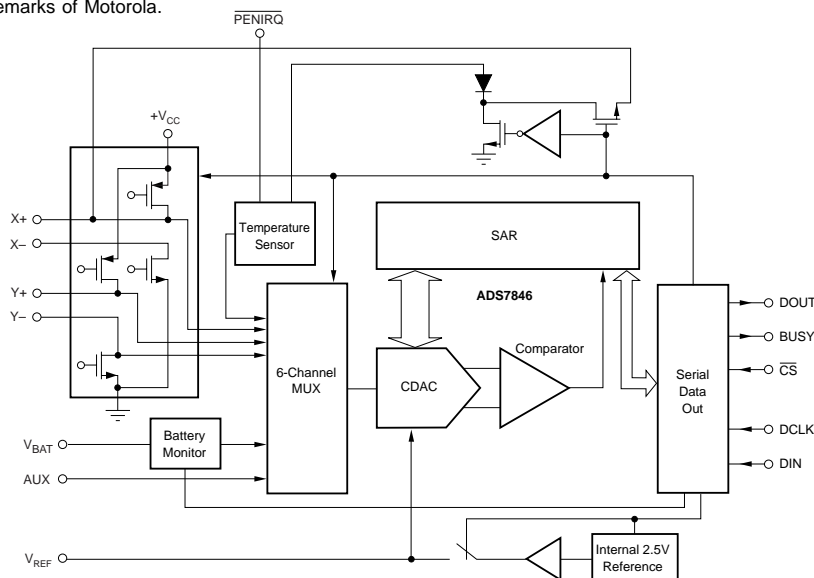 emarks of Motorola.
PENIRQ
+VCC
X+
X–
Y+
Y–
Temperature
Sensor
SAR
ADS7846
6-Channel
MUX
CDAC
Comparator
Serial
Data
Out
DOUT
BUSY
CS
DCLK
DIN
VBAT
Battery
Monitor
AUX
VREF
Internal 2.5V
Reference